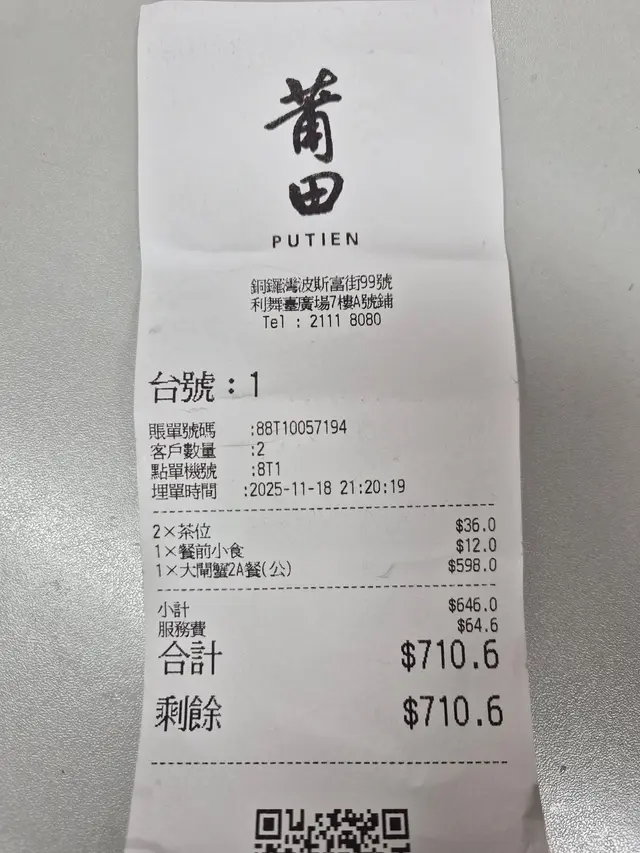 莆
田
PUTIEN
銅鑼灣波斯富街99號
利舞臺廣場7樓A號鋪
Tel : 2111 8080
台號：1
賬單號碼 :88T10057194
客戶數量 :2
點單機號 :8T1
埋單時間 :2025-11-18 21:20:19
2×茶位 $36.0
1×餐前小食 $12.0
1×大閘蟹2A餐(公) $598.0
小計 $646.0
服務費 $64.6
合計 $710.6
剩餘 $710.6